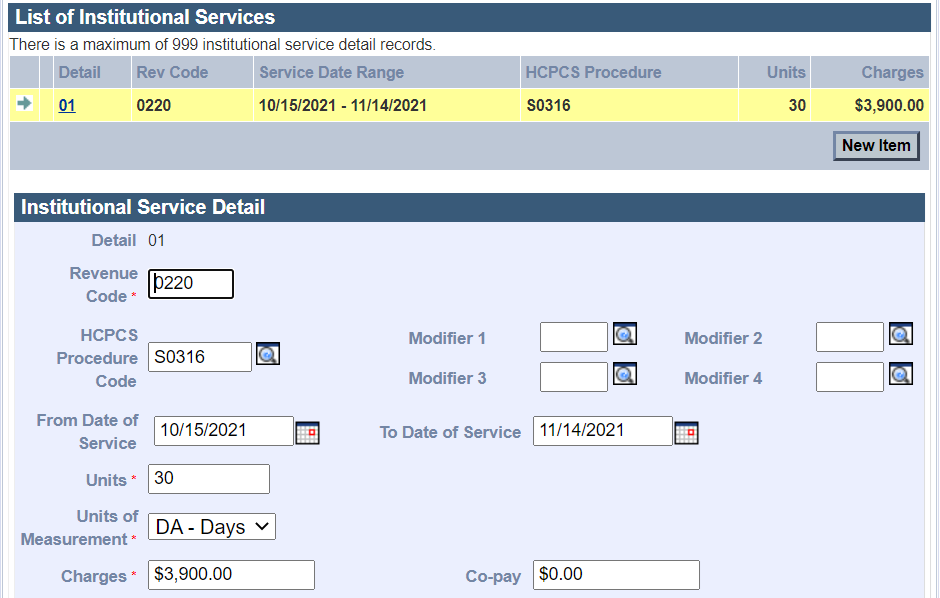 List of Institutional Services
There is a maximum of 999 institutional service detail records.
Detail Rev Code Service Date Range HCPCS Procedure Units Charges
01 0220 10/15/2021 - 11/14/2021 S0316 30 $3,900.00
New Item
Institutional Service Detail
Detail 01
Revenue
Code * 0220
HCPCS
Procedure
Code S0316
Modifier 1 Modifier 2
Modifier 3 Modifier 4
From Date of
Service 10/15/2021 To Date of Service 11/14/2021
Units * 30
Units of
Measurement * DA - Days
Charges * $3,900.00 Co-pay $0.00